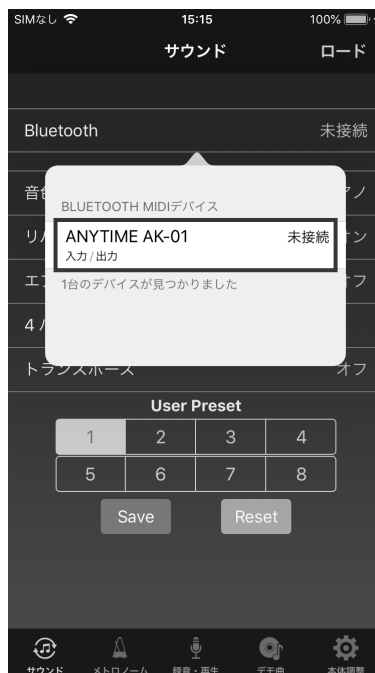 SIMなし 15:15 100%
サウンド ロード
Bluetooth 未接続
BLUETOOTH MIDIデバイス
ANYTIME AK-01 未接続
入力/出力
1台のデバイスが見つかりました
トランスポーズ オフ
User Preset
1 2 3 4
5 6 7 8
Save Reset
サウンド メトロノーム 録音・再生 デモ曲 本体調整